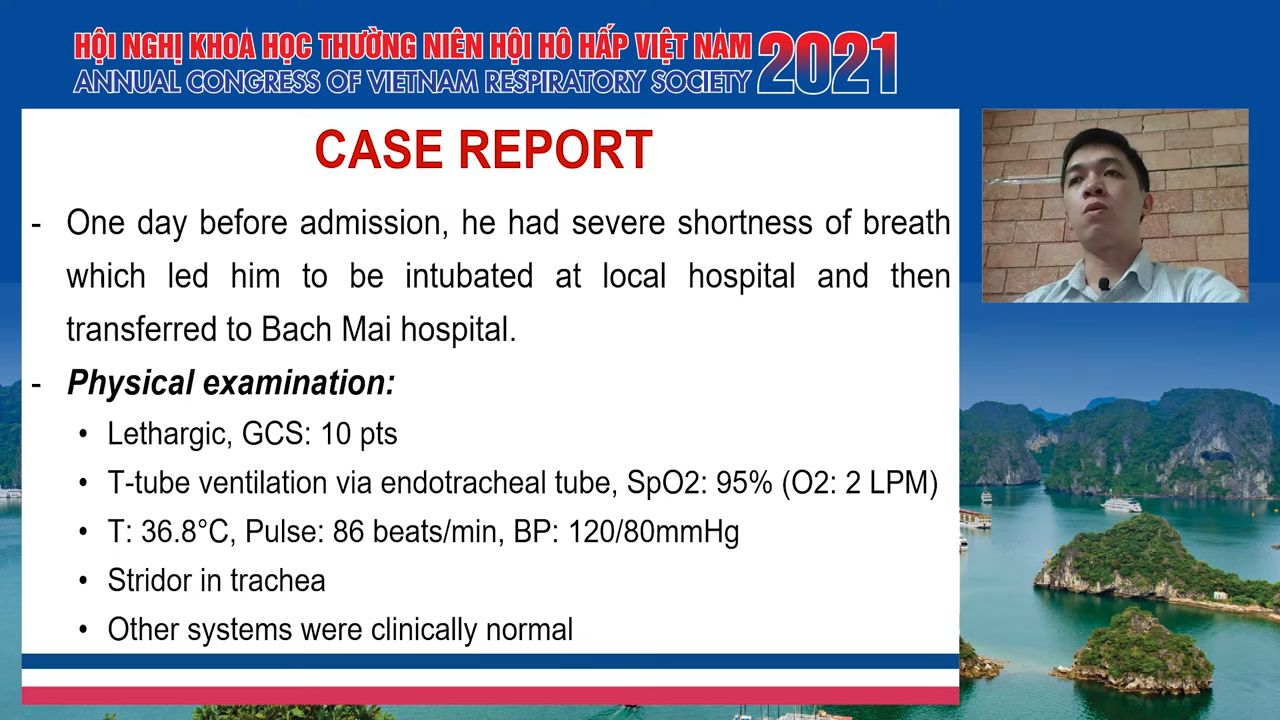 HỘI NGHỊ KHOA HỌC THƯỜNG NIÊN HỘI HÔ HẤP VIỆT NAM 2021
ANNUAL CONGRESS OF VIETNAM RESPIRATORY SOCIETY
CASE REPORT
- One day before admission, he had severe shortness of breath
which led him to be intubated at local hospital and then
transferred to Bach Mai hospital.
- Physical examination:
• Lethargic, GCS: 10 pts
• T-tube ventilation via endotracheal tube, SpO2: 95% (O2: 2 LPM)
• T: 36.8°C, Pulse: 86 beats/min, BP: 120/80mmHg
• Stridor in trachea
• Other systems were clinically normal